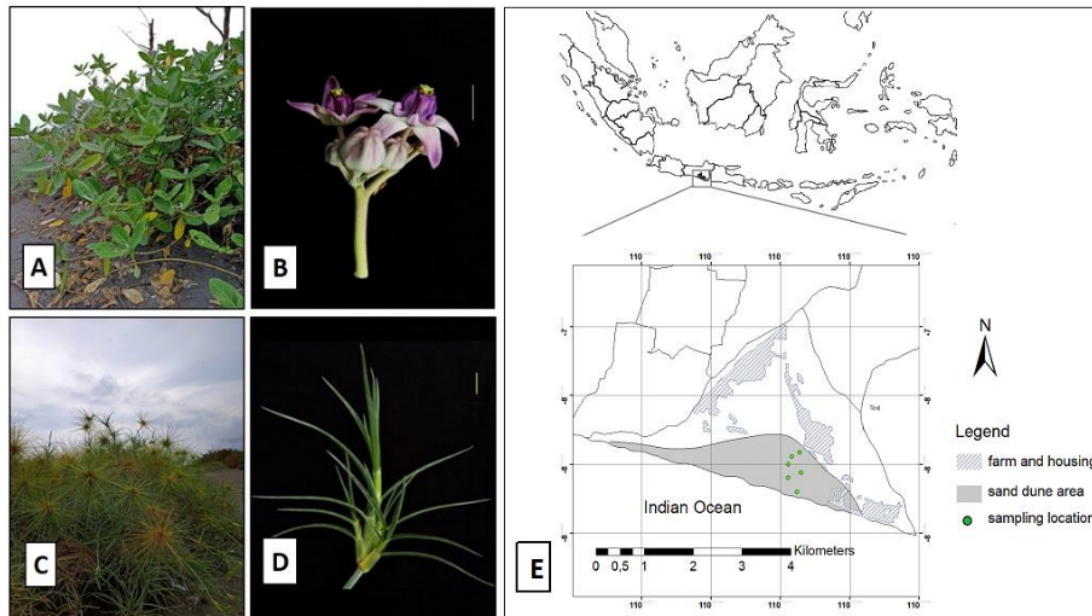 A
B
C
D
E
110
110
110
110
110
N
-7
-8
-8
-8
Legend
farm and housing
sand dune area
sampling location
Indian Ocean
Kilometers
0 0,5 1 2 3 4
110
110
110
110
110